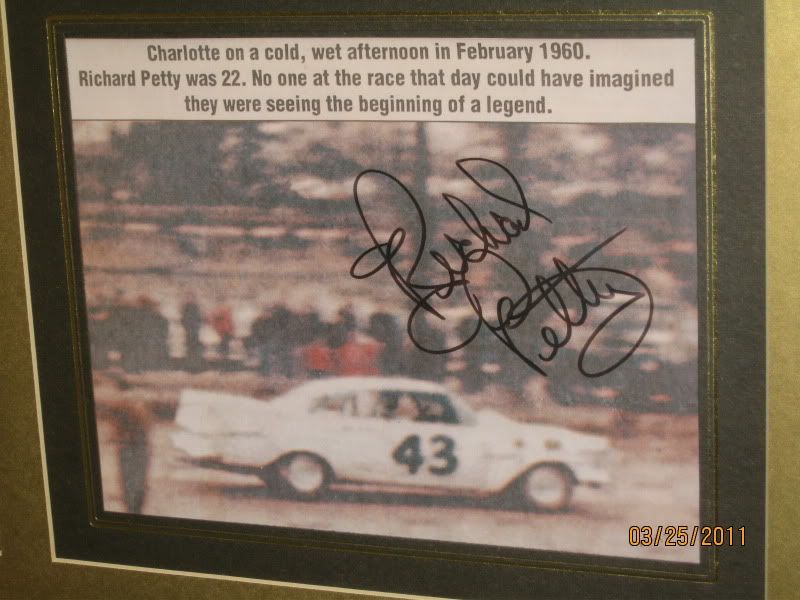 Charlotte on a cold, wet afternoon in February 1960.
Richard Petty was 22. No one at the race that day could have imagined
they were seeing the beginning of a legend.
Richard
Petty
43
03/25/2011